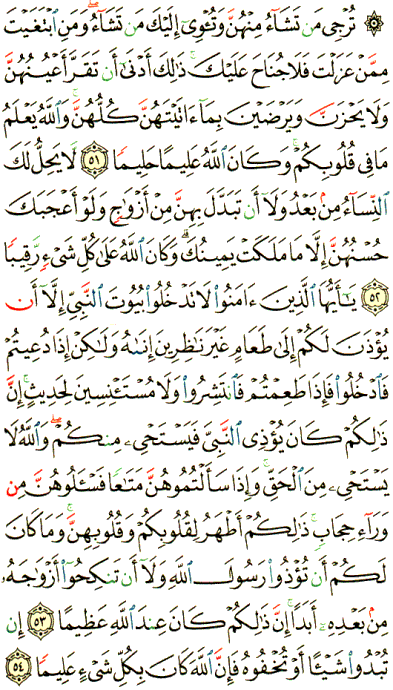 ۞ تُرْجِى مَن تَشَآءُ مِنْهُنَّ وَتُـْٔوِىٓ إِلَيْكَ مَن تَشَآءُ ۖ وَمَنِ ٱبْتَغَيْتَ
مِمَّنْ عَزَلْتَ فَلَا جُنَاحَ عَلَيْكَ ۚ ذَٰلِكَ أَدْنَىٰٓ أَن تَقَرَّ أَعْيُنُهُنَّ
وَلَا يَحْزَنَّ وَيَرْضَيْنَ بِمَآ ءَاتَيْتَهُنَّ كُلُّهُنَّ ۚ وَٱللَّهُ يَعْلَمُ
مَا فِى قُلُوبِكُمْ ۚ وَكَانَ ٱللَّهُ عَلِيمًا حَلِيمًا ٥١ لَّا يَحِلُّ لَكَ
ٱلنِّسَآءُ مِنۢ بَعْدُ وَلَآ أَن تَبَدَّلَ بِهِنَّ مِنْ أَزْوَٰجٍ وَلَوْ أَعْجَبَكَ
حُسْنُهُنَّ إِلَّا مَا مَلَكَتْ يَمِينُكَ ۗ وَكَانَ ٱللَّهُ عَلَىٰ كُلِّ شَىْءٍ رَّقِيبًا
٥٢ يَـٰٓأَيُّهَا ٱلَّذِينَ ءَامَنُوا۟ لَا تَدْخُلُوا۟ بُيُوتَ ٱلنَّبِىِّ إِلَّآ أَن
يُؤْذَنَ لَكُمْ إِلَىٰ طَعَامٍ غَيْرَ نَـٰظِرِينَ إِنَىٰهُ وَلَـٰكِنْ إِذَا دُعِيتُمْ
فَٱدْخُلُوا۟ فَإِذَا طَعِمْتُمْ فَٱنتَشِرُوا۟ وَلَا مُسْتَـْٔنِسِينَ لِحَدِيثٍ ۚ إِنَّ
ذَٰلِكُمْ كَانَ يُؤْذِى ٱلنَّبِىَّ فَيَسْتَحْىِۦ مِنكُمْ ۖ وَٱللَّهُ لَا
يَسْتَحْىِۦ مِنَ ٱلْحَقِّ ۚ وَإِذَا سَأَلْتُمُوهُنَّ مَتَـٰعًا فَسْـَٔلُوهُنَّ مِن
وَرَآءِ حِجَابٍ ۚ ذَٰلِكُمْ أَطْهَرُ لِقُلُوبِكُمْ وَقُلُوبِهِنَّ ۚ وَمَا كَانَ
لَكُمْ أَن تُؤْذُوا۟ رَسُولَ ٱللَّهِ وَلَآ أَن تَنكِحُوٓا۟ أَزْوَٰجَهُۥ
مِنۢ بَعْدِهِۦٓ أَبَدًا ۚ إِنَّ ذَٰلِكُمْ كَانَ عِندَ ٱللَّهِ عَظِيمًا ٥٣ إِن
تُبْدُوا۟ شَيْـًٔا أَوْ تُخْفُوهُ فَإِنَّ ٱللَّهَ كَانَ بِكُلِّ شَىْءٍ عَلِيمًا ٥٤